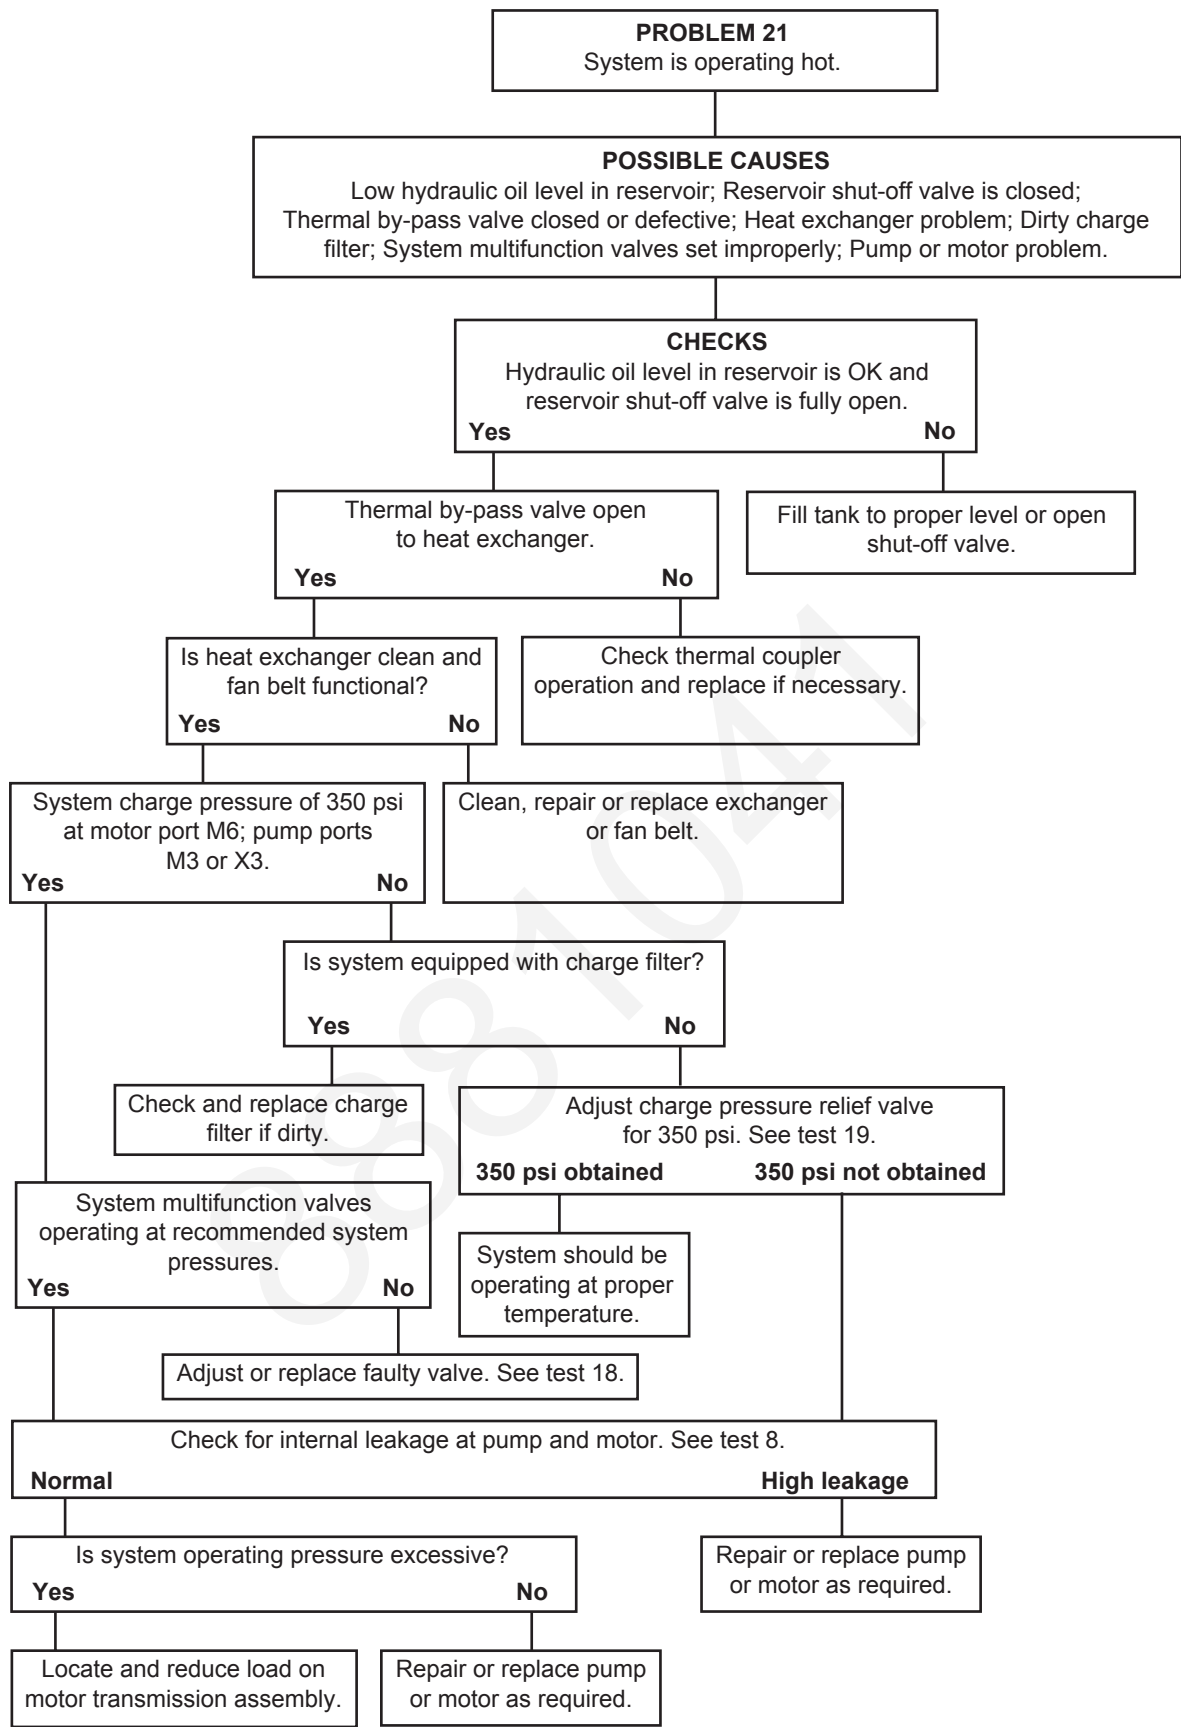 PROBLEM 21
System is operating hot.
POSSIBLE CAUSES
Low hydraulic oil level in reservoir; Reservoir shut-off valve is closed;
Thermal by-pass valve closed or defective; Heat exchanger problem; Dirty charge
filter; System multifunction valves set improperly; Pump or motor problem.
CHECKS
Hydraulic oil level in reservoir is OK and
reservoir shut-off valve is fully open.
Yes No
Thermal by-pass valve open
to heat exchanger.
Yes No
Fill tank to proper level or open
shut-off valve.
Is heat exchanger clean and
fan belt functional?
Yes No
Check thermal coupler
operation and replace if necessary.
System charge pressure of 350 psi
at motor port M6; pump ports
M3 or X3.
Yes No
Clean, repair or replace exchanger
or fan belt.
Is system equipped with charge filter?
Yes No
Check and replace charge
filter if dirty.
Adjust charge pressure relief valve
for 350 psi. See test 19.
350 psi obtained 350 psi not obtained
System multifunction valves
operating at recommended system
pressures.
Yes No
System should be
operating at proper
temperature.
Adjust or replace faulty valve. See test 18.
Check for internal leakage at pump and motor. See test 8.
Normal High leakage
Is system operating pressure excessive?
Yes No
Repair or replace pump
or motor as required.
Locate and reduce load on
motor transmission assembly.
Repair or replace pump
or motor as required.
8881041